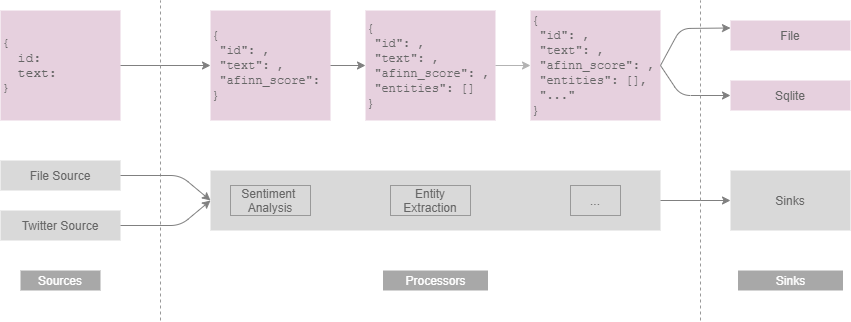 {
id:
text:
}
{
"id": ,
"text": ,
"afinn_score":
}
{
"id": ,
"text": ,
"afinn_score": ,
"entities": []
}
{
"id": ,
"text": ,
"afinn_score": ,
"entities": [],
"..."
}
File
Sqlite
File Source
Twitter Source
Sentiment
Analysis
Entity
Extraction
...
Sinks
Sources
Processors
Sinks